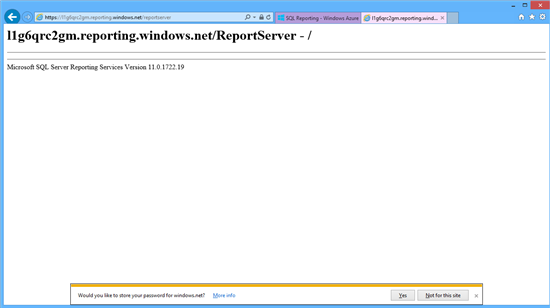 https://l1g6qrc2gm.reporting.windows.net/reportserver
SQL Reporting - Windows Azure
l1g6qrc2gm.reporting.wind...
l1g6qrc2gm.reporting.windows.net/ReportServer - /
Microsoft SQL Server Reporting Services Version 11.0.1722.19
Would you like to store your password for windows.net?
More info
Yes
Not for this site